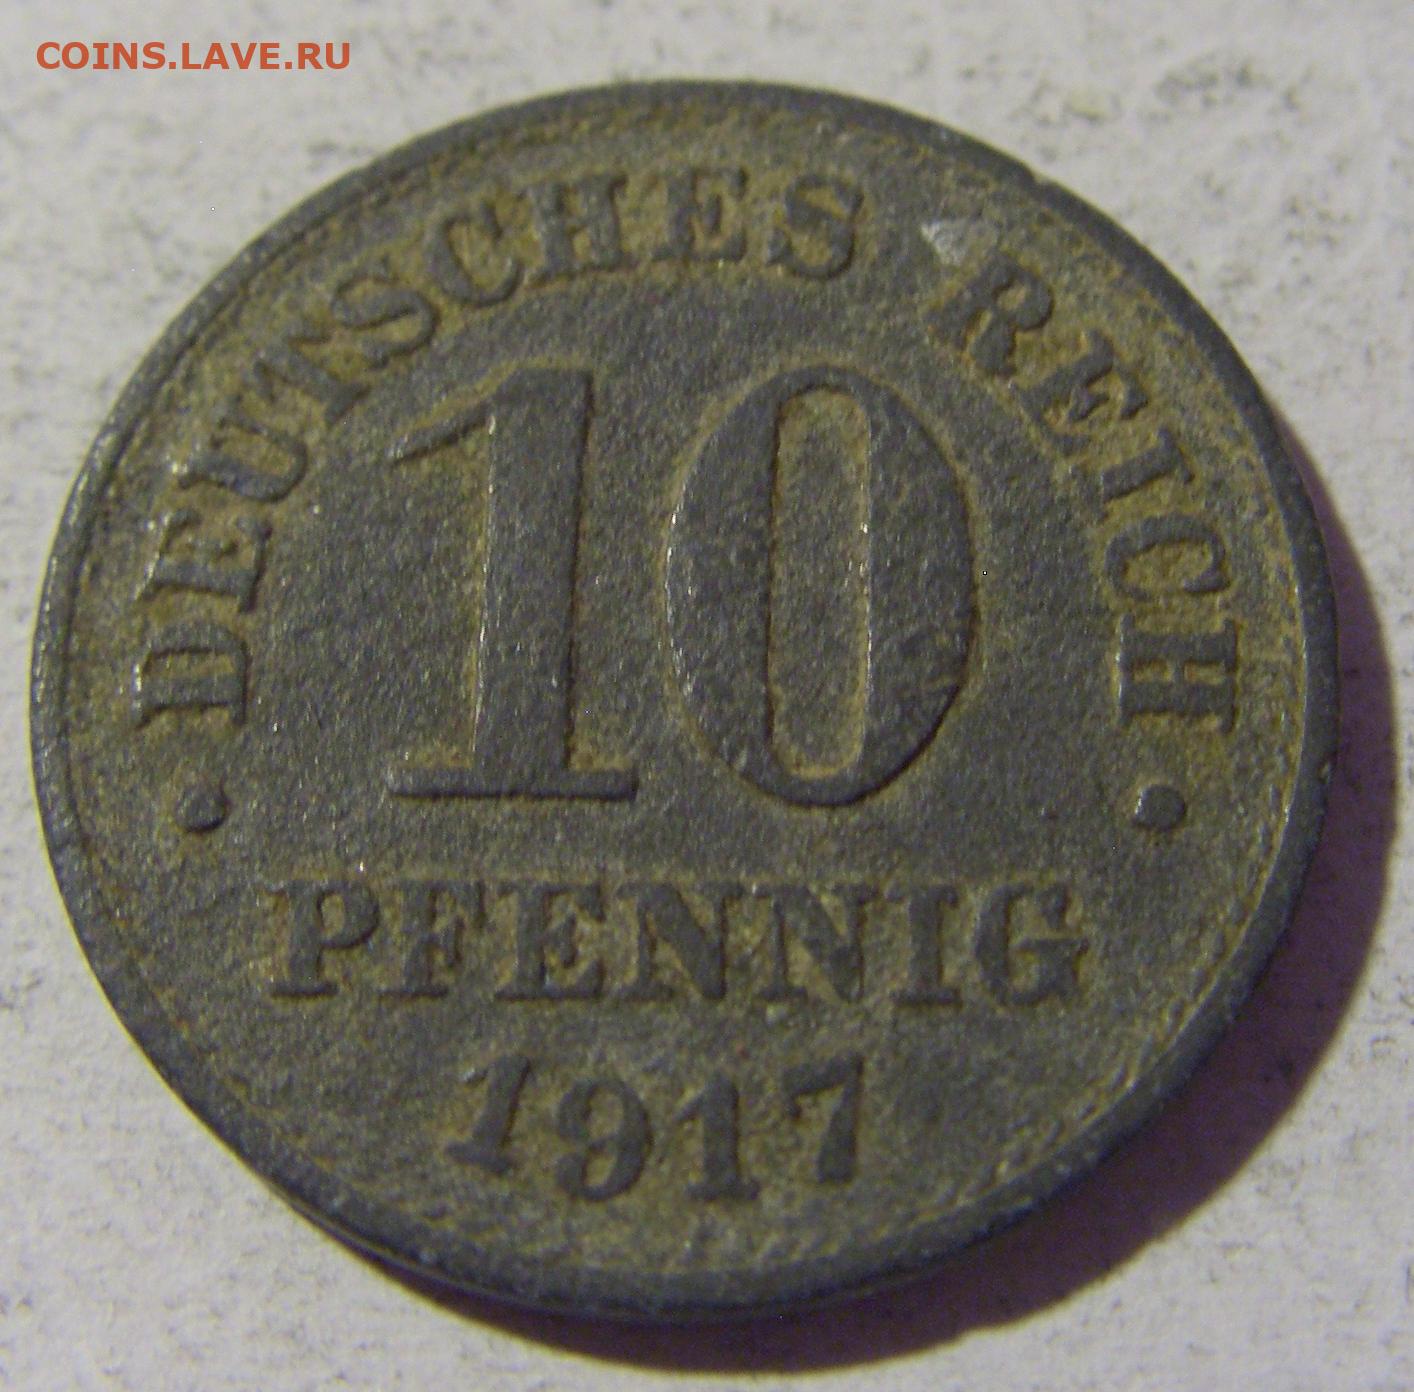 COINS.LAVE.RU
• DEUTSCHES REICH •
10
PFENNIG
1917